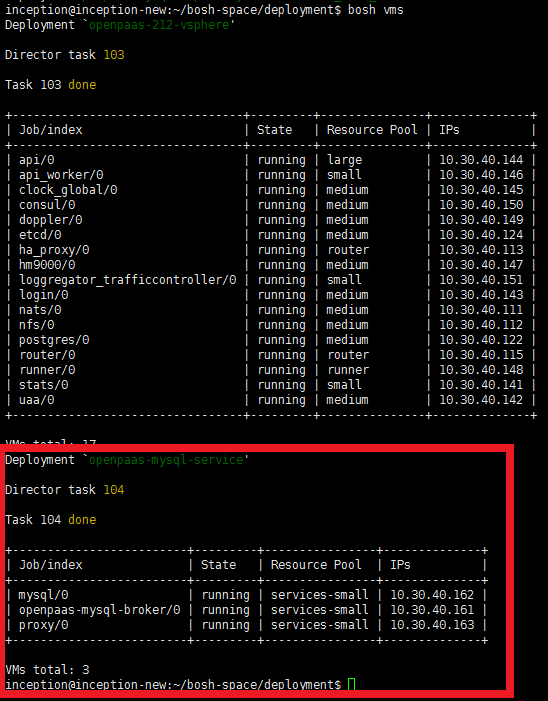 inception@inception-new:~/bosh-space/deployment$ bosh vms
Deployment `openpaas-212-vsphere'
Director task 103
Task 103 done
+--------------------------------+---------+---------------+--------------+
| Job/index | State | Resource Pool | IPs |
+--------------------------------+---------+---------------+--------------+
| api/0 | running | large | 10.30.40.144 |
| api_worker/0 | running | small | 10.30.40.146 |
| clock_global/0 | running | medium | 10.30.40.145 |
| consul/0 | running | medium | 10.30.40.150 |
| doppler/0 | running | medium | 10.30.40.149 |
| etcd/0 | running | medium | 10.30.40.124 |
| ha_proxy/0 | running | router | 10.30.40.113 |
| hm9000/0 | running | medium | 10.30.40.147 |
| loggregator_trafficcontroller/0 | running | small | 10.30.40.151 |
| login/0 | running | medium | 10.30.40.143 |
| nats/0 | running | medium | 10.30.40.111 |
| nfs/0 | running | medium | 10.30.40.112 |
| postgres/0 | running | medium | 10.30.40.122 |
| router/0 | running | router | 10.30.40.115 |
| runner/0 | running | runner | 10.30.40.148 |
| stats/0 | running | small | 10.30.40.141 |
| uaa/0 | running | medium | 10.30.40.142 |
+--------------------------------+---------+---------------+--------------+
VMs total: 17
Deployment `openpaas-mysql-service'
Director task 104
Task 104 done
+-------------------------+---------+----------------+--------------+
| Job/index | State | Resource Pool | IPs |
+-------------------------+---------+----------------+--------------+
| mysql/0 | running | services-small | 10.30.40.162 |
| openpaas-mysql-broker/0 | running | services-small | 10.30.40.161 |
| proxy/0 | running | services-small | 10.30.40.163 |
+-------------------------+---------+----------------+--------------+
VMs total: 3
inception@inception-new:~/bosh-space/deployment$